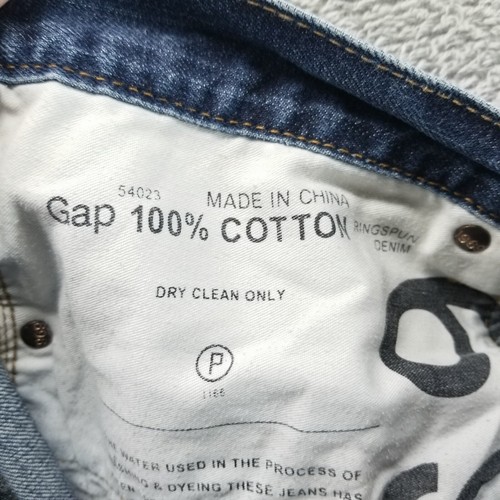 54023 MADE IN CHINA
Gap 100% COTTON RINGSPUN
DENIM
DRY CLEAN ONLY
P
1166
WATER USED IN THE PROCESS OF
& DYEING THESE JEANS HAS